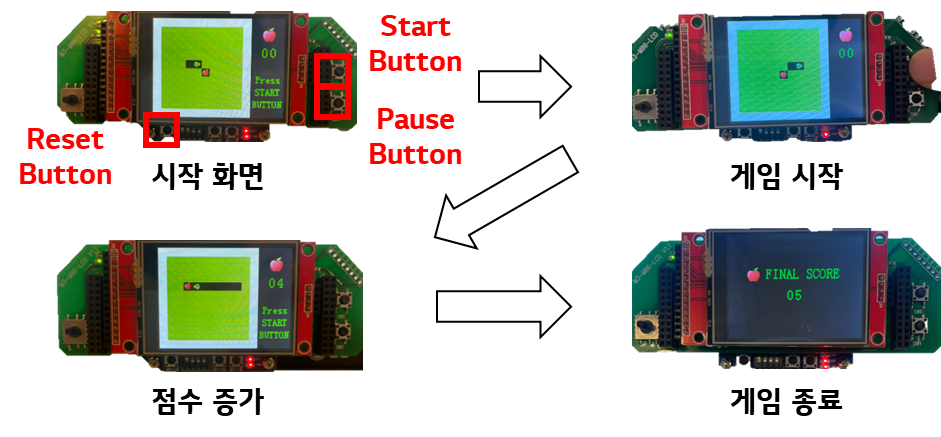 Start
Button
00
Press
START
BUTTON
Pause
Button
Reset
Button
시작 화면
00
게임 시작
04
Press
START
BUTTON
점수 증가
FINAL SCORE
05
게임 종료